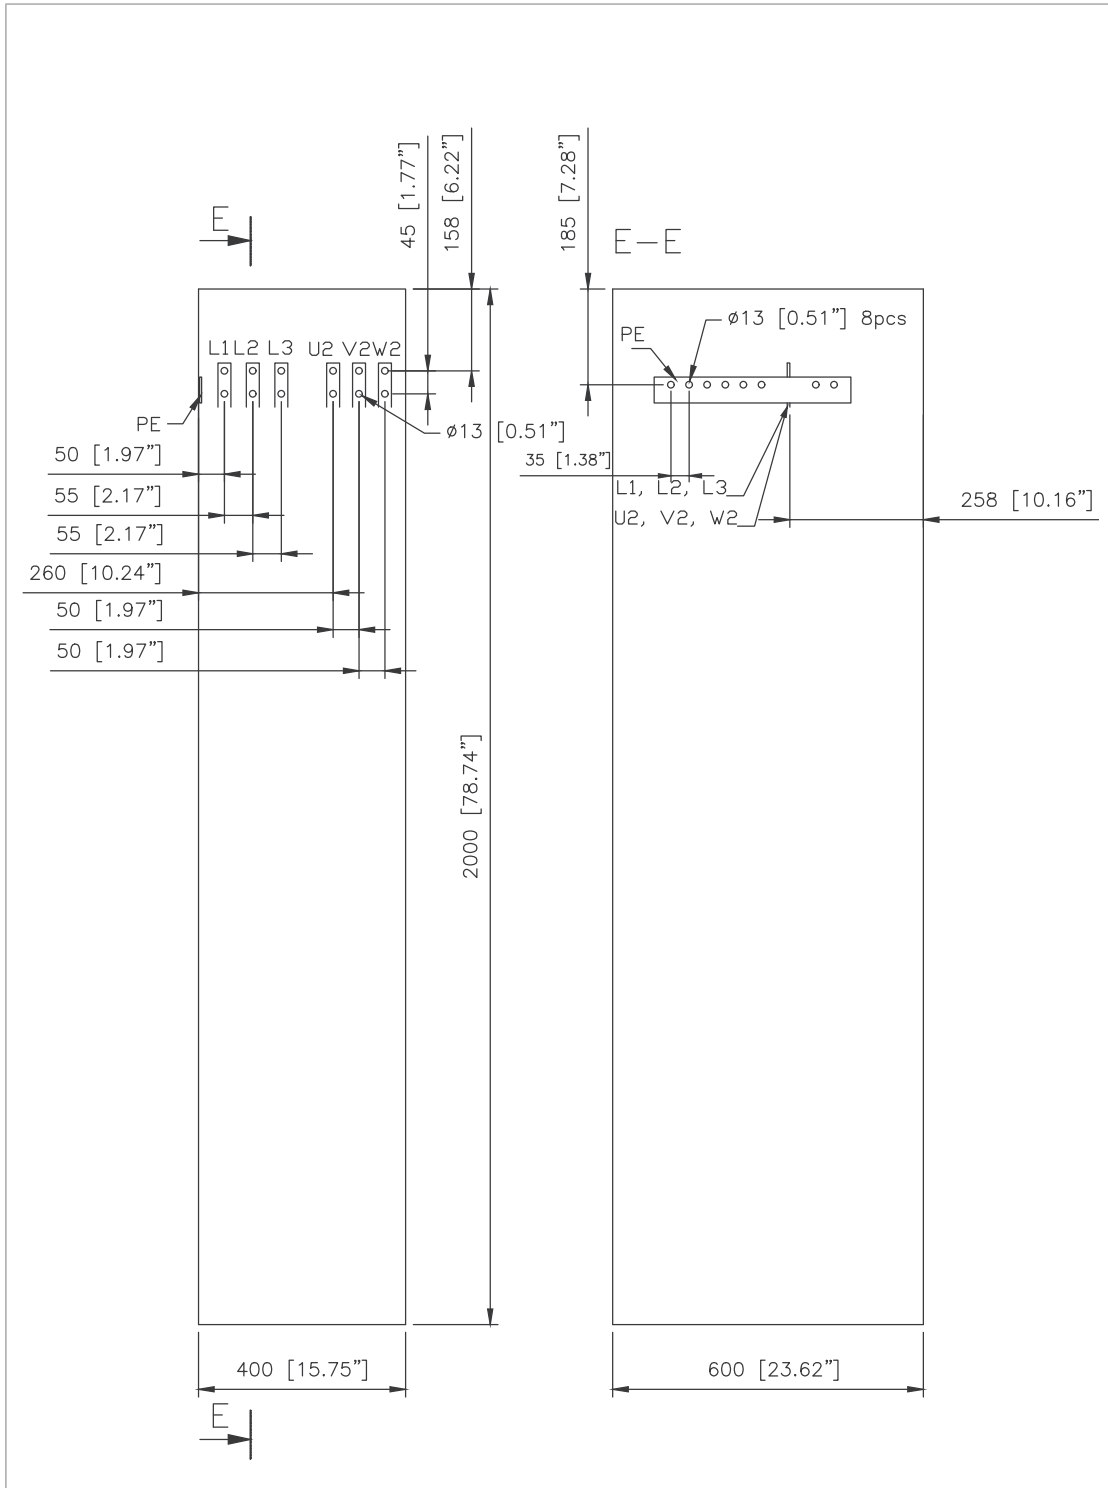 45 [1.77”]
158 [6.22”]
185 [7.28”]
E
E–E
L1 L2 L3 U2 V2 W2
PE
ø13 [0.51”]
50 [1.97”]
55 [2.17”]
55 [2.17”]
260 [10.24”]
50 [1.97”]
50 [1.97”]
2000 [78.74”]
400 [15.75”]
E
ø13 [0.51”] 8pcs
PE
35 [1.38”]
L1, L2, L3
U2, V2, W2
258 [10.16”]
600 [23.62”]